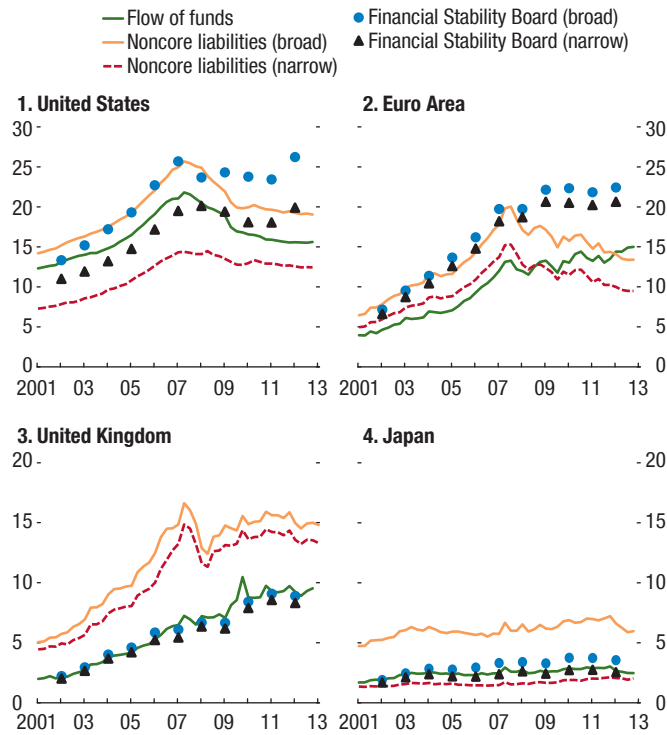 Flow of funds
Noncore liabilities (broad)
Noncore liabilities (narrow)
Financial Stability Board (broad)
Financial Stability Board (narrow)
1. United States
30
25
20
15
10
5
0
2001 03 05 07 09 11 13
2. Euro Area
30
25
20
15
10
5
0
2001 03 05 07 09 11 13
3. United Kingdom
20
15
10
5
0
2001 03 05 07 09 11 13
4. Japan
20
15
10
5
0
2001 03 05 07 09 11 13